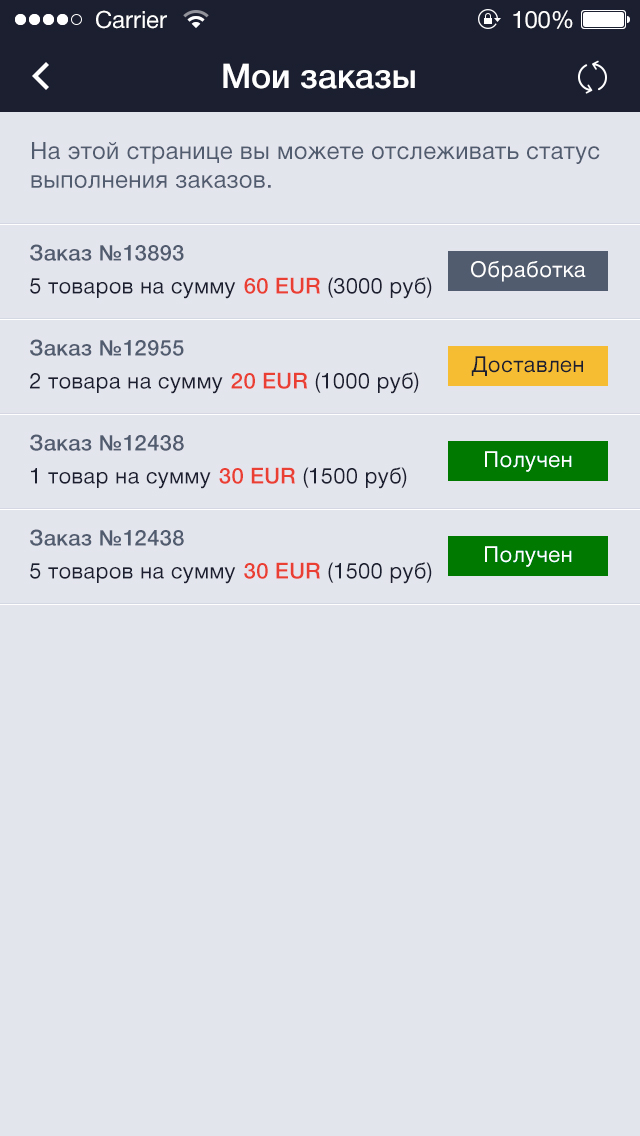 Carrier 100%
Мои заказы
На этой странице вы можете отслеживать статус
выполнения заказов.
Заказ №13893
5 товаров на сумму 60 EUR (3000 руб)
Обработка
Заказ №12955
2 товара на сумму 20 EUR (1000 руб)
Доставлен
Заказ №12438
1 товар на сумму 30 EUR (1500 руб)
Получен
Заказ №12438
5 товаров на сумму 30 EUR (1500 руб)
Получен